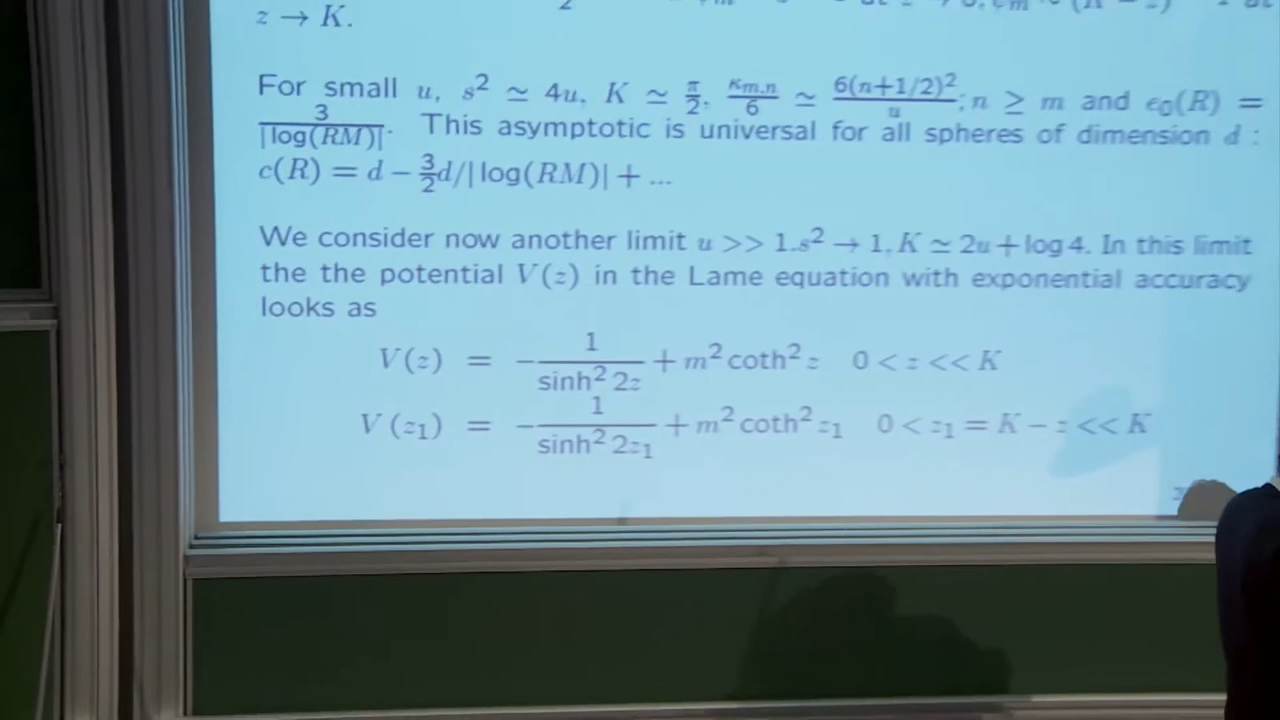 z → K.
For small u, s² ≃ 4u, K ≃ π/2, κ_{m,n}/6 ≃ 6(n+1/2)²/u; n ≥ m and e₀(R) =
3/|log(RM)|. This asymptotic is universal for all spheres of dimension d :
c(R) = d − 3/2 d/| log(RM)| + ...
We consider now another limit u >> 1.s² → 1, K ≃ 2u + log 4. In this limit
the the potential V(z) in the Lame equation with exponential accuracy
looks as
V(z) = − 1/sinh² 2z + m² coth² z 0 < z << K
V(z₁) = − 1/sinh² 2z₁ + m² coth² z₁ 0 < z₁ = K − z << K